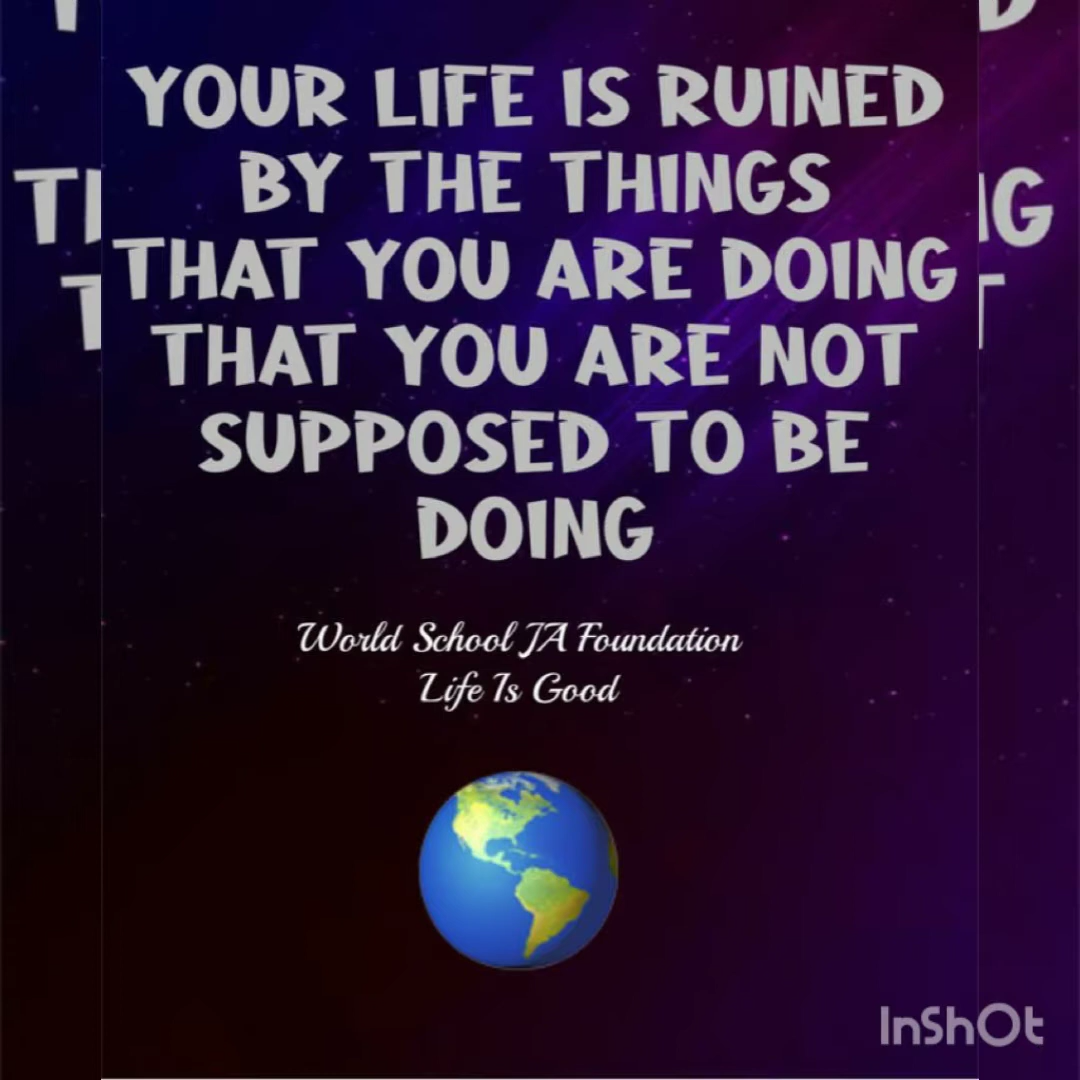 YOUR LIFE IS RUINED
BY THE THINGS
THAT YOU ARE DOING
THAT YOU ARE NOT
SUPPOSED TO BE
DOING
World School JA Foundation
Life Is Good
InShOt